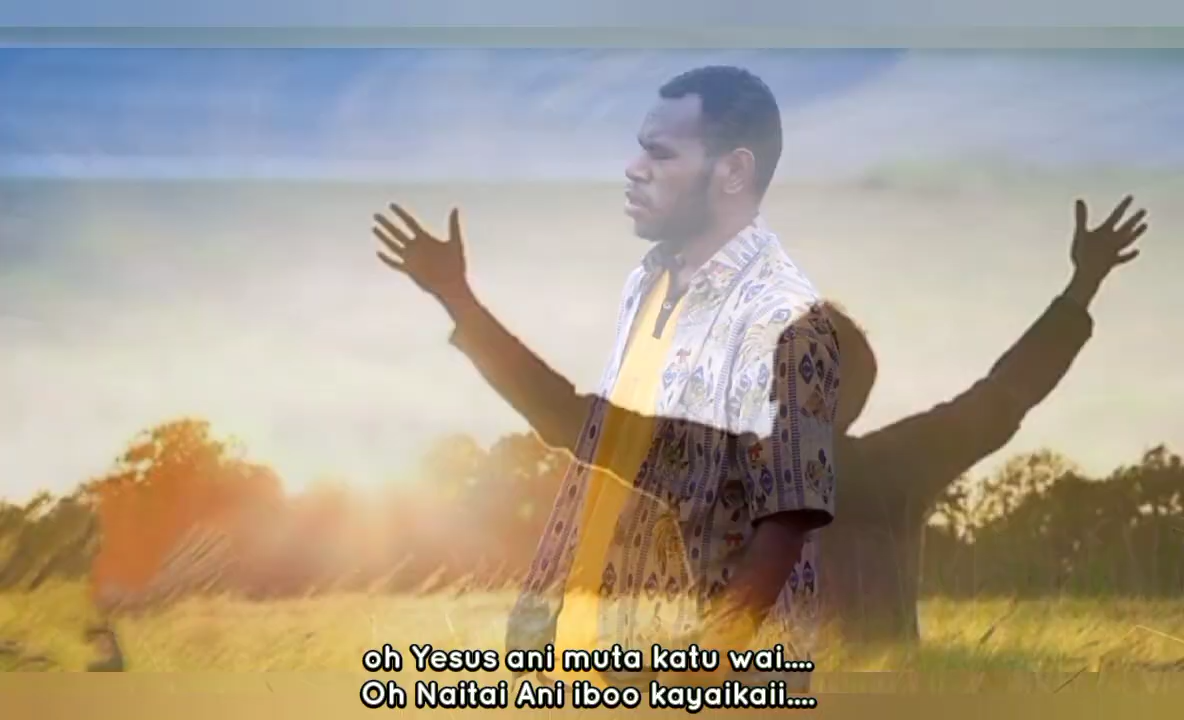 oh Yesus ani muta katu wai....
Oh Naitai Ani iboo kayaikaii....